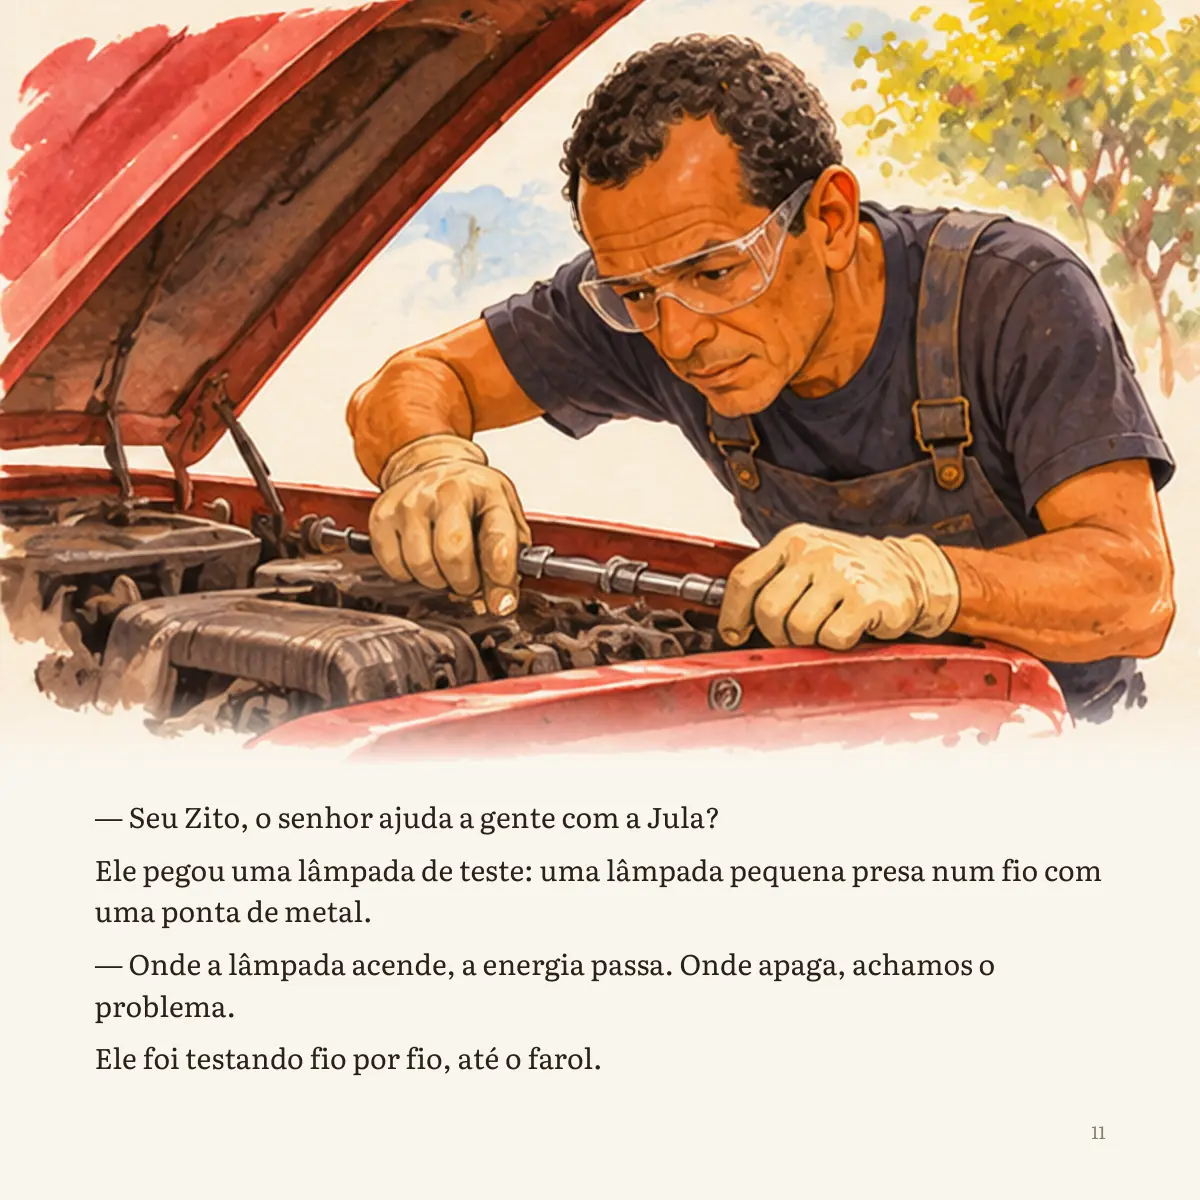 — Seu Zito, o senhor ajuda a gente com a Jula?
Ele pegou uma lâmpada de teste: uma lâmpada pequena presa num fio com
uma ponta de metal.
— Onde a lâmpada acende, a energia passa. Onde apaga, achamos o
problema.
Ele foi testando fio por fio, até o farol.
11